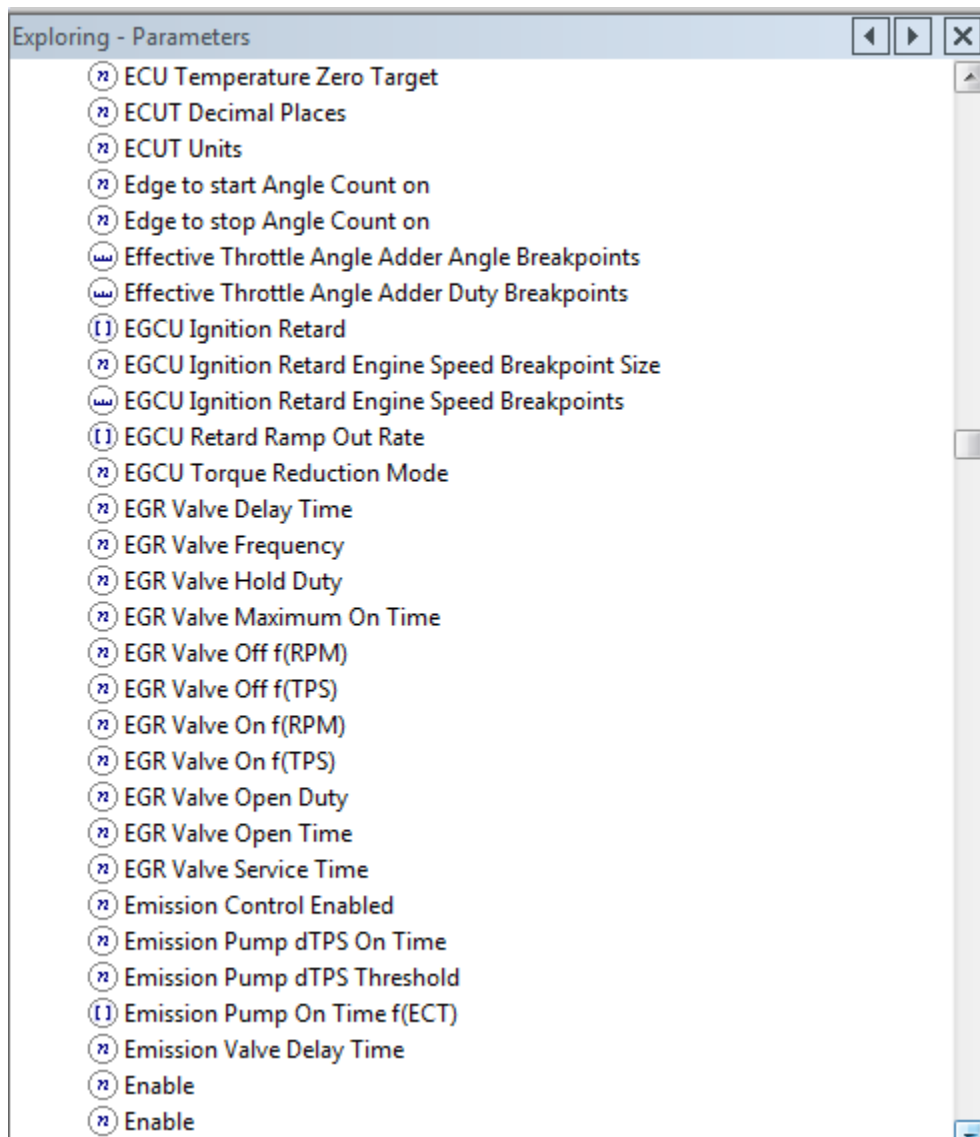 Exploring - Parameters
ECU Temperature Zero Target
ECUT Decimal Places
ECUT Units
Edge to start Angle Count on
Edge to stop Angle Count on
Effective Throttle Angle Adder Angle Breakpoints
Effective Throttle Angle Adder Duty Breakpoints
EGCU Ignition Retard
EGCU Ignition Retard Engine Speed Breakpoint Size
EGCU Ignition Retard Engine Speed Breakpoints
EGCU Retard Ramp Out Rate
EGCU Torque Reduction Mode
EGR Valve Delay Time
EGR Valve Frequency
EGR Valve Hold Duty
EGR Valve Maximum On Time
EGR Valve Off f(RPM)
EGR Valve Off f(TPS)
EGR Valve On f(RPM)
EGR Valve On f(TPS)
EGR Valve Open Duty
EGR Valve Open Time
EGR Valve Service Time
Emission Control Enabled
Emission Pump dTPS On Time
Emission Pump dTPS Threshold
Emission Pump On Time f(ECT)
Emission Valve Delay Time
Enable
Enable